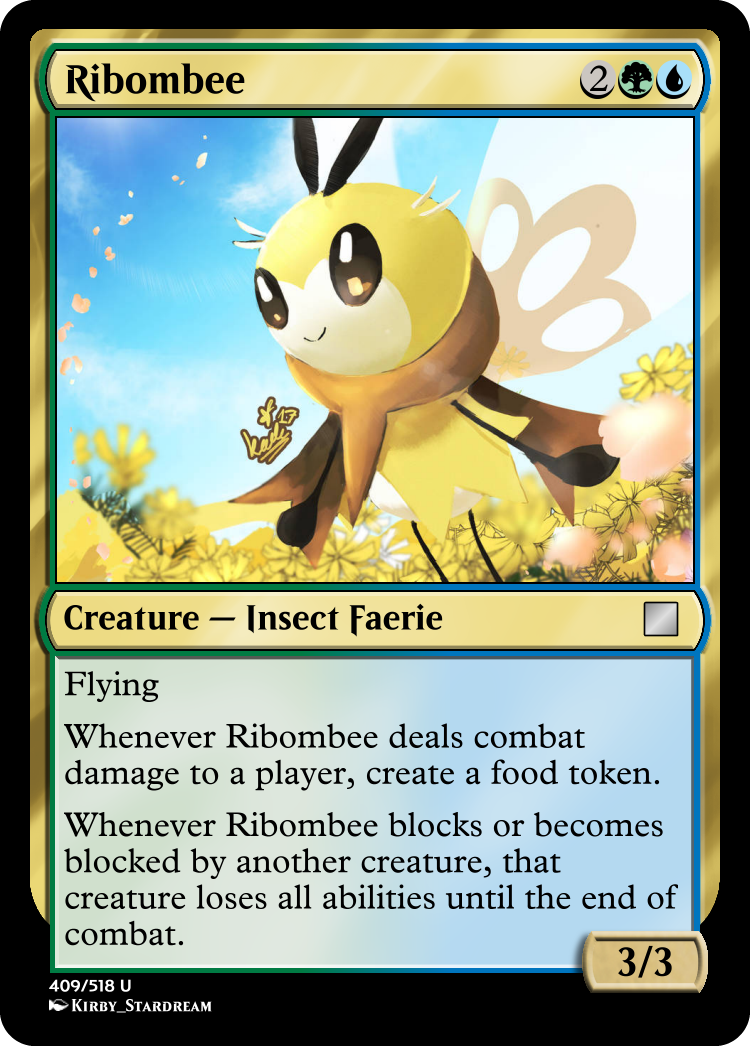 Ribombee
2
Kadi
17
Creature — Insect Faerie
Flying
Whenever Ribombee deals combat
damage to a player, create a food token.
Whenever Ribombee blocks or becomes
blocked by another creature, that
creature loses all abilities until the end of
combat.
3/3
409/518 U
KIRBY_STARDREAM